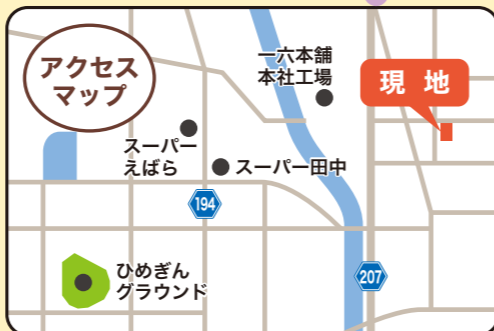 アクセス
マップ
一六本舗
本社工場
現地
スーパー
えばら
スーパー田中
194
ひめぎん
グラウンド
207